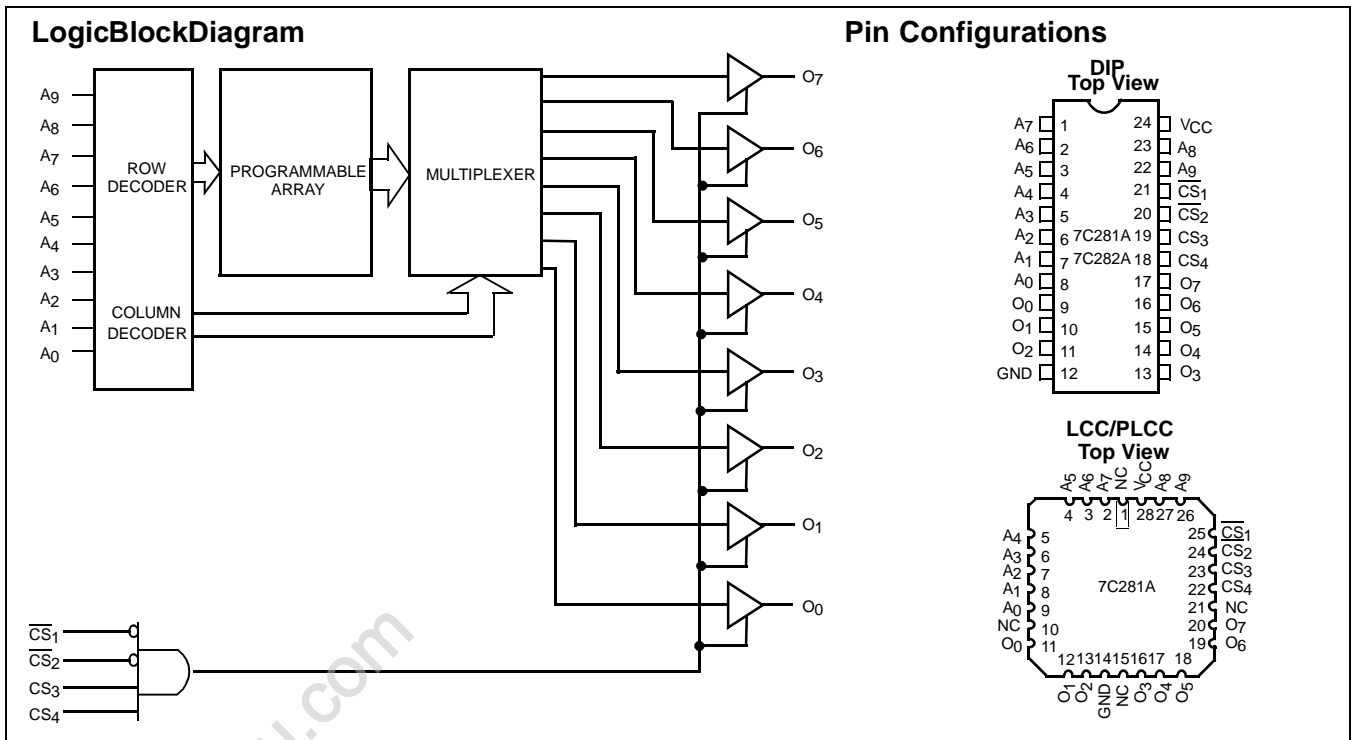 LogicBlockDiagram
A9
A8
A7
A6
A5
A4
A3
A2
A1
A0
ROW
DECODER
COLUMN
DECODER
PROGRAMMABLE
ARRAY
MULTIPLEXER
O7
O6
O5
O4
O3
O2
O1
O0
CS1
CS2
CS3
CS4
Pin Configurations
DIP
Top View
A7 1 24 VCC
A6 2 23 A8
A5 3 22 A9
A4 4 21 CS1
A3 5 20 CS2
A2 6 7C281A 19 CS3
A1 7 7C282A 18 CS4
A0 8 17 O7
O0 9 16 O6
O1 10 15 O5
O2 11 14 O4
GND 12 13 O3
LCC/PLCC
Top View
A5 A6 A7 NC VCC A8 A9
4 3 2 1 28 27 26
A4 5 25 CS1
A3 6 24 CS2
A2 7 23 CS3
A1 8 7C281A 22 CS4
A0 9 21 NC
NC 10 20 O7
O0 11 19 O6
12 13 14 15 16 17 18
O1 O2 GND NC O3 O4 O5
u.com